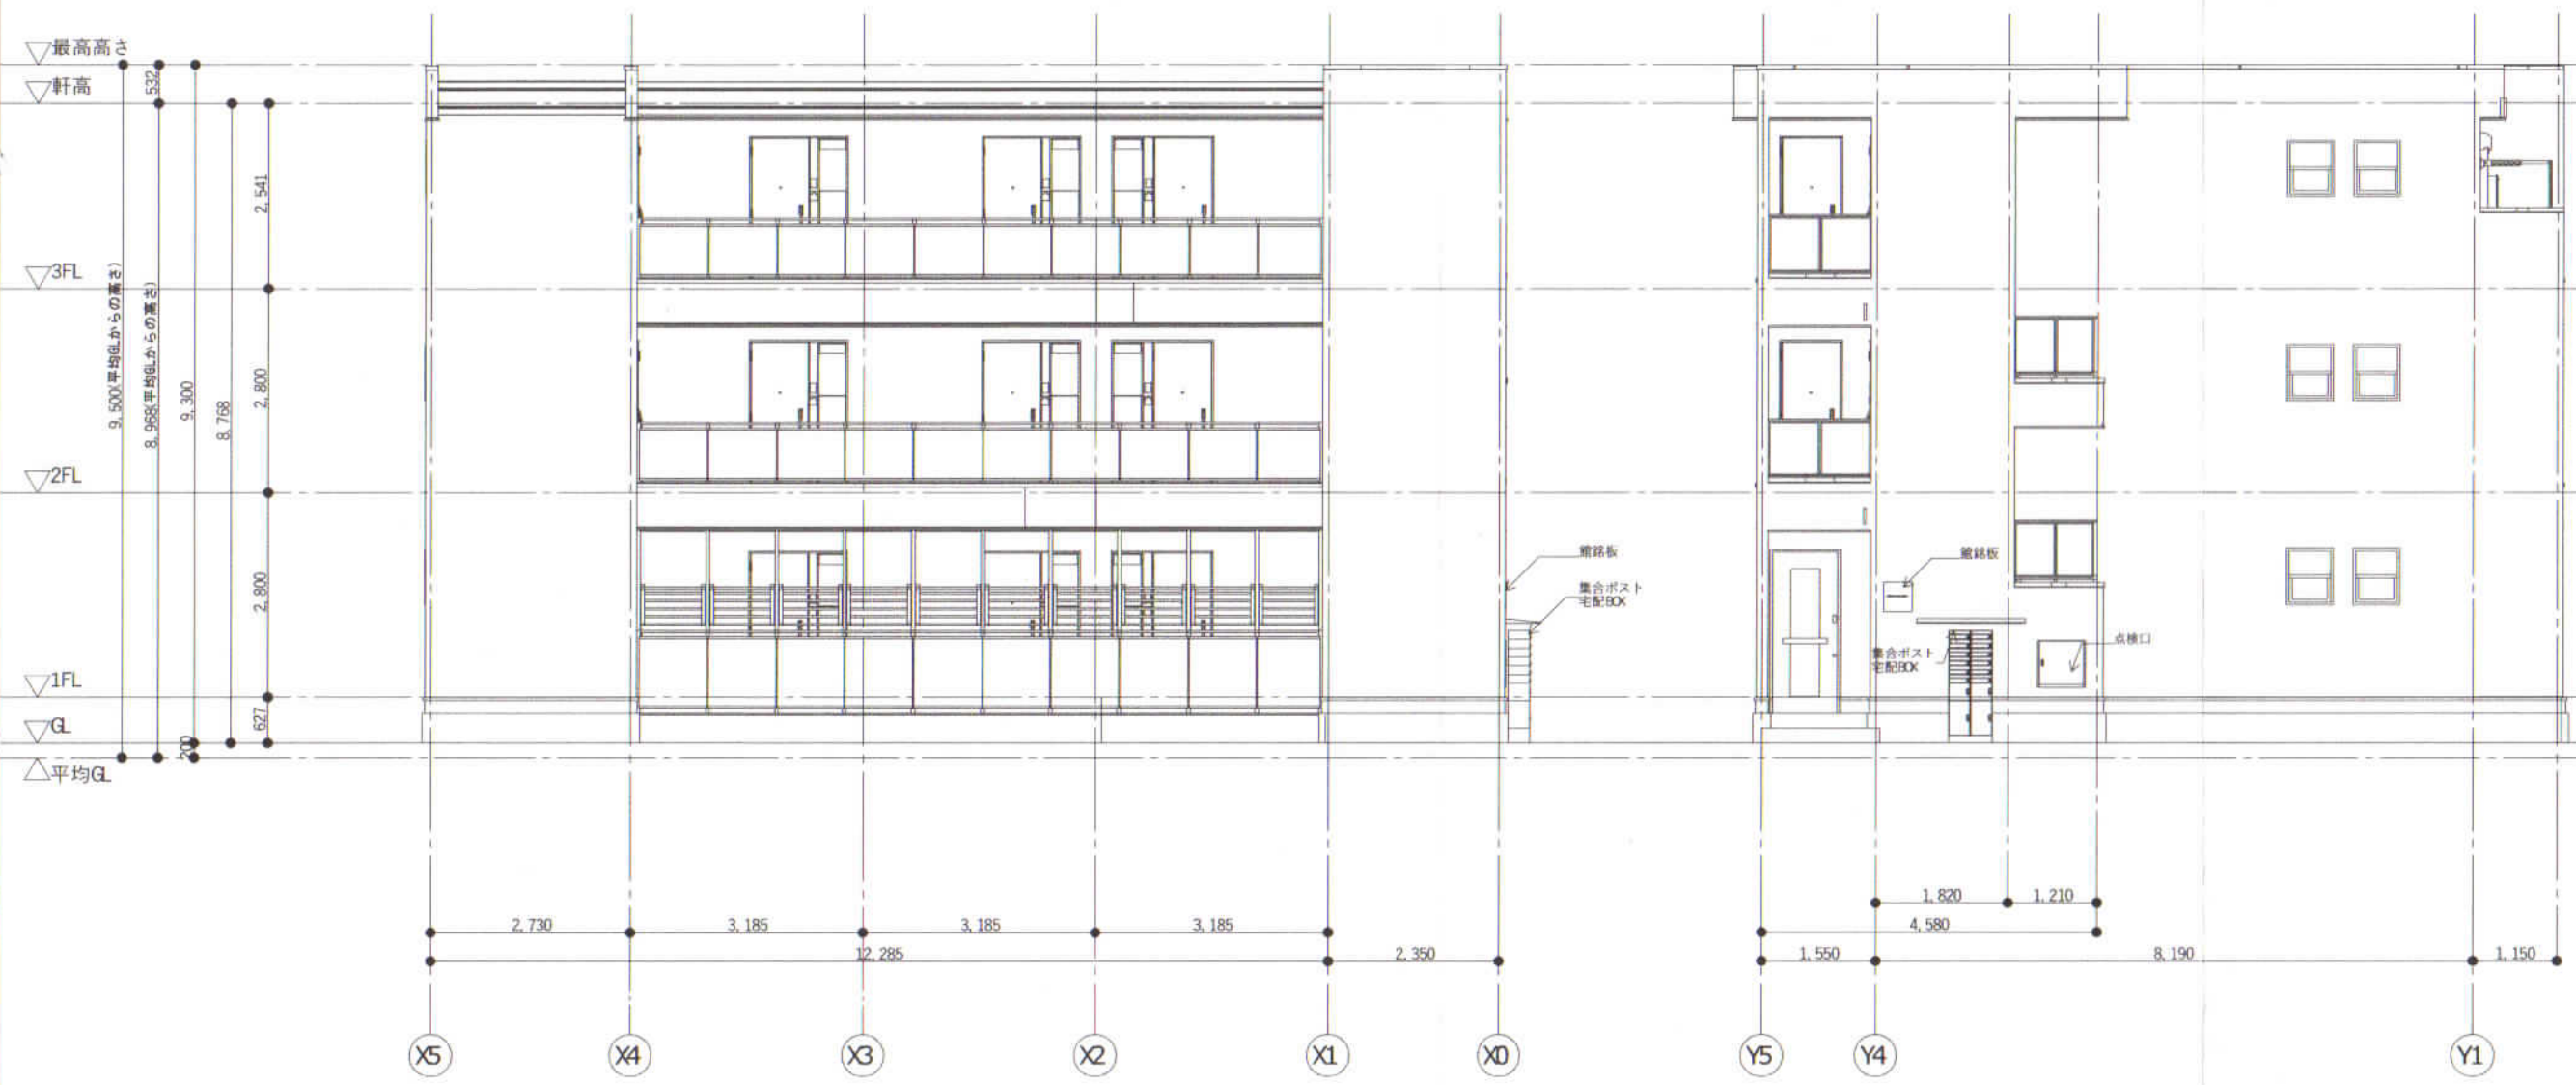 最高高さ
軒高
3FL
2FL
1FL
GL
平均GL
9,500(平均GLからの高さ)
532
8,968(平均GLからの高さ)
9,300
200
8,768
2,541
2,800
2,800
627
館銘板
集合ポスト
宅配BOX
館銘板
集合ポスト
宅配BOX
点検口
1,820
1,210
2,730
3,185
3,185
3,185
4,580
12,285
2,350
1,550
8,190
1,150
X5
X4
X3
X2
X1
X0
Y5
Y4
Y1